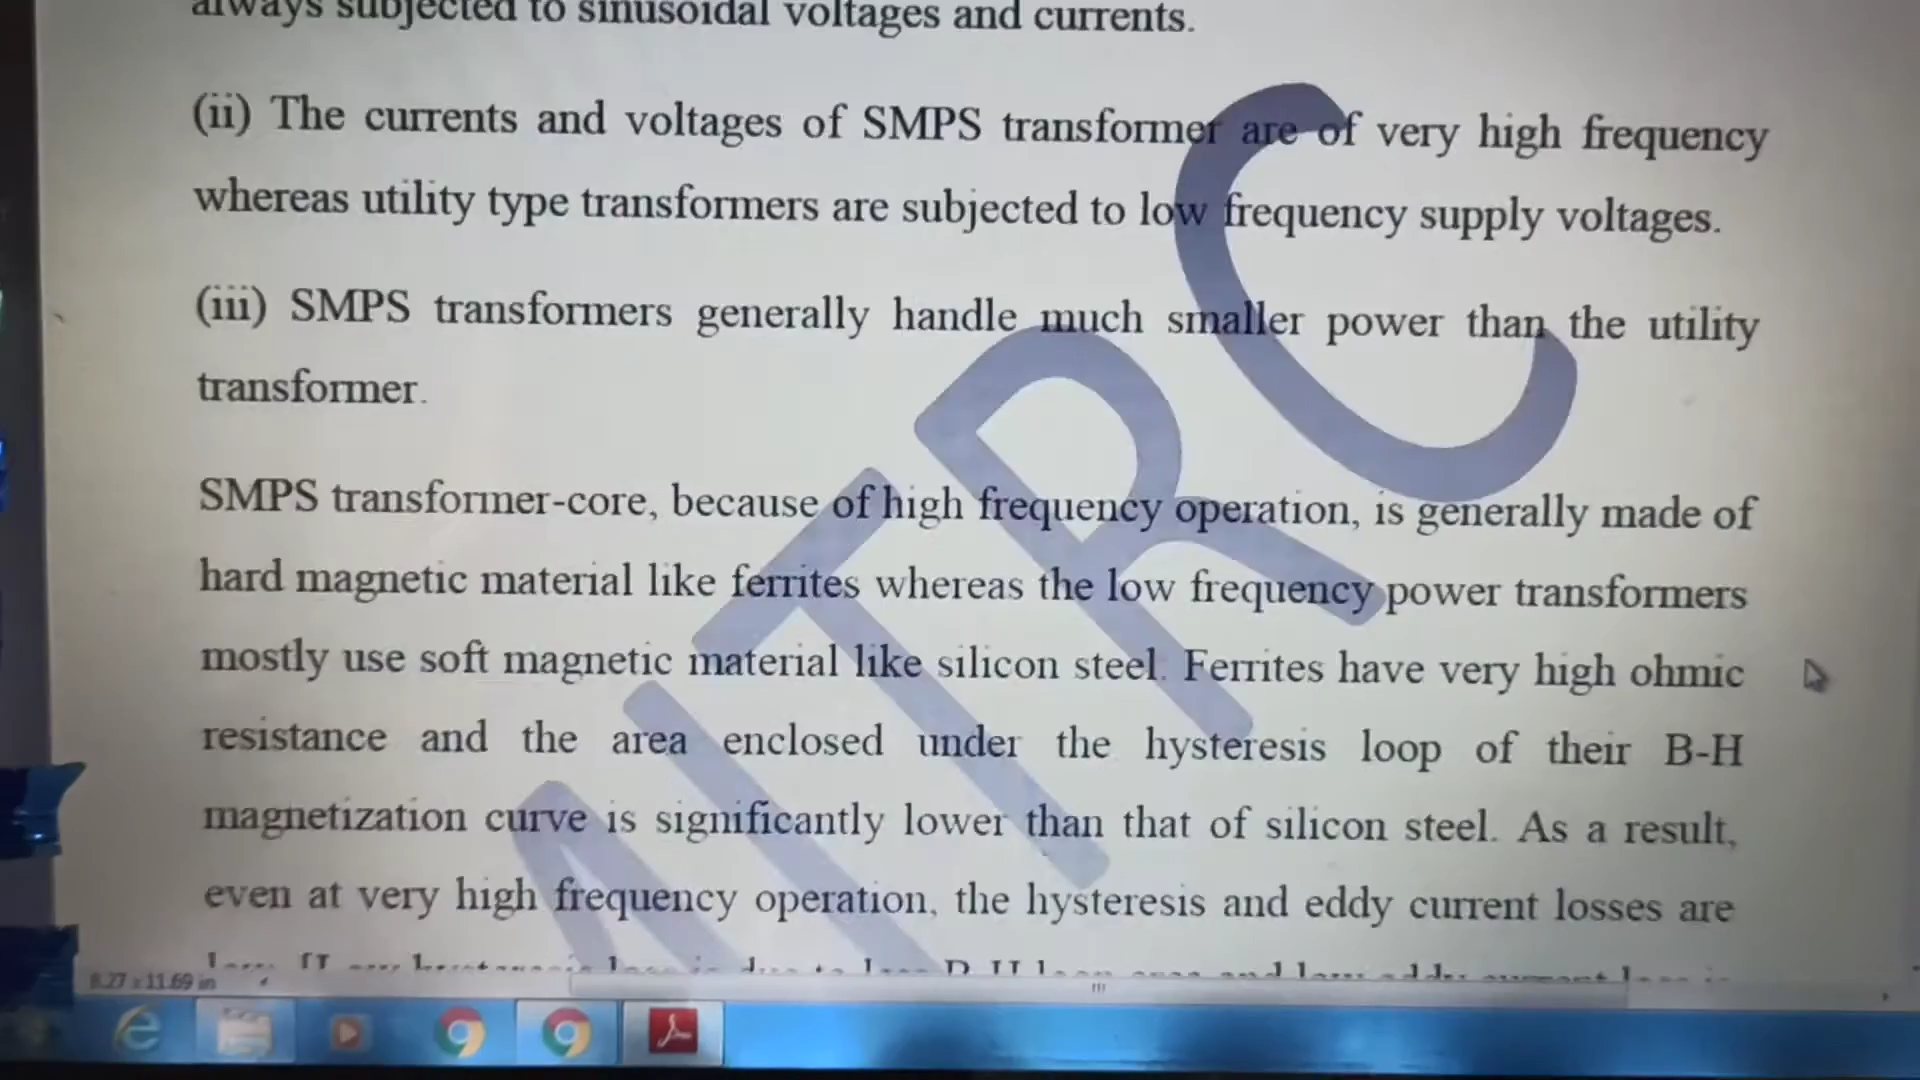 always subjected to sinusoidal voltages and currents.
(ii) The currents and voltages of SMPS transformer are of very high frequency
whereas utility type transformers are subjected to low frequency supply voltages.
(iii) SMPS transformers generally handle much smaller power than the utility
transformer.
SMPS transformer-core, because of high frequency operation, is generally made of
hard magnetic material like ferrites whereas the low frequency power transformers
mostly use soft magnetic material like silicon steel. Ferrites have very high ohmic
resistance and the area enclosed under the hysteresis loop of their B-H
magnetization curve is significantly lower than that of silicon steel. As a result,
even at very high frequency operation, the hysteresis and eddy current losses are
8.27 x 11.69 in